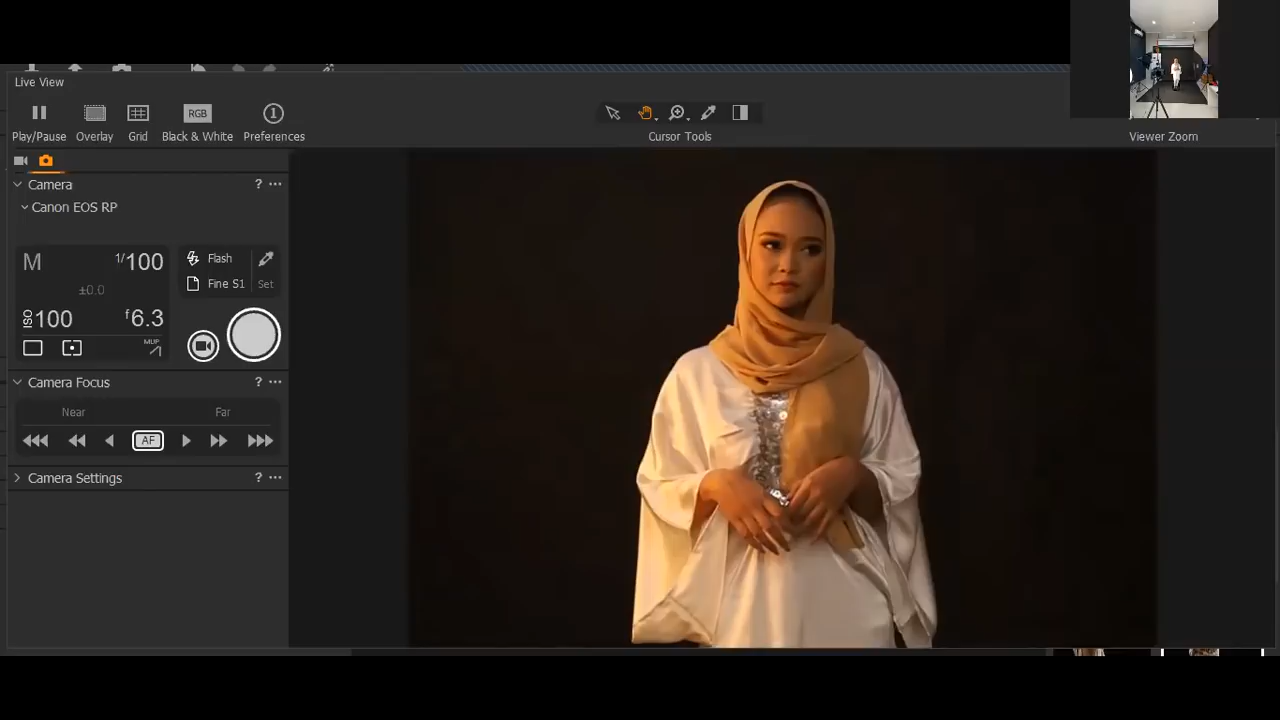 Live View
Play/Pause
Overlay
Grid
RGB
Black & White
Preferences
Cursor Tools
Viewer Zoom
Camera
?
Canon EOS RP
M
1/100
±0.0
ISO 100
f6.3
MUP
Flash
Fine S1
Set
Camera Focus
?
Near
Far
AF
Camera Settings
?